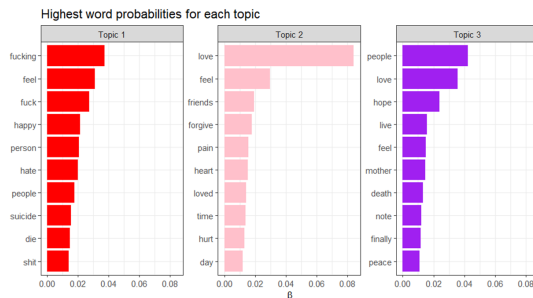 Highest word probabilities for each topic
Topic 1
fucking
feel
fuck
happy
person
hate
people
suicide
die
shit
0.00 0.02 0.04 0.06 0.08
Topic 2
love
feel
friends
forgive
pain
heart
loved
time
hurt
day
0.00 0.02 0.04 0.06 0.08
Topic 3
people
love
hope
live
feel
mother
death
note
finally
peace
0.00 0.02 0.04 0.06 0.08
β